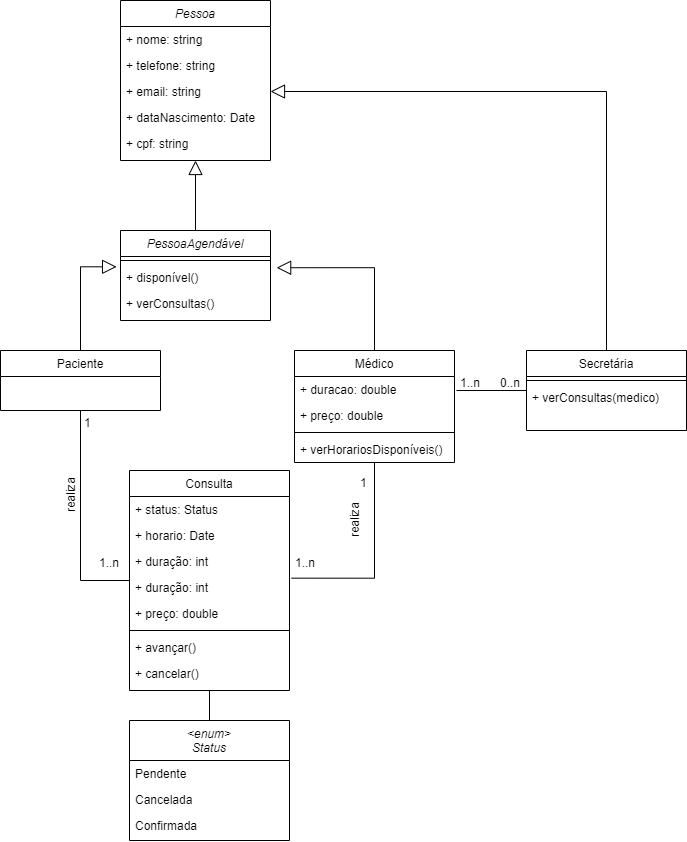 Pessoa
+ nome: string
+ telefone: string
+ email: string
+ dataNascimento: Date
+ cpf: string
PessoaAgendável
+ disponível()
+ verConsultas()
Paciente
Médico
+ duracao: double
+ preço: double
+ verHorariosDisponíveis()
1..n
0..n
Secretária
+ verConsultas(medico)
1
realiza
1..n
1
realiza
1..n
Consulta
+ status: Status
+ horario: Date
+ duração: int
+ duração: int
+ preço: double
+ avançar()
+ cancelar()
<enum>
Status
Pendente
Cancelada
Confirmada